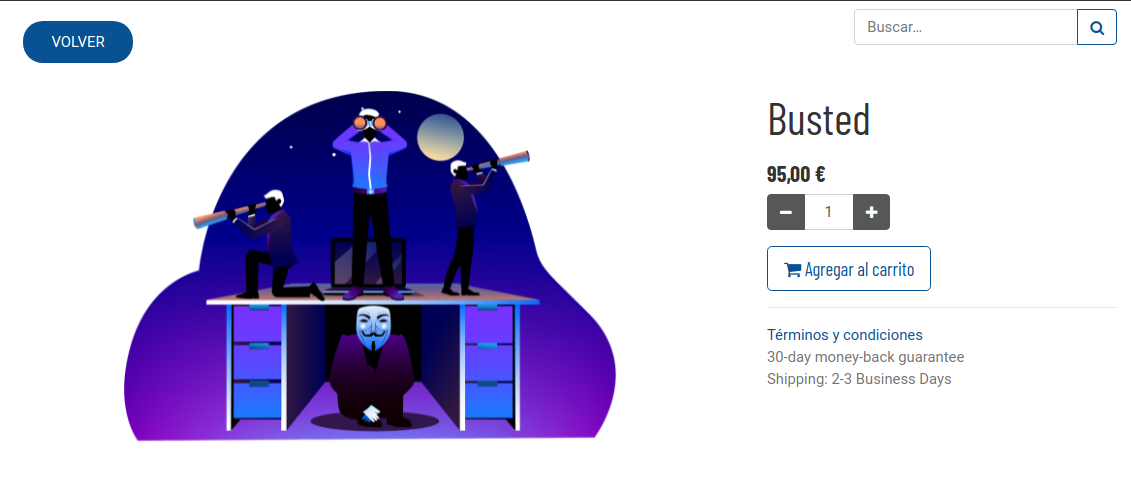 VOLVER
Buscar...
Busted
95,00 €
1
Agregar al carrito
Términos y condiciones
30-day money-back guarantee
Shipping: 2-3 Business Days